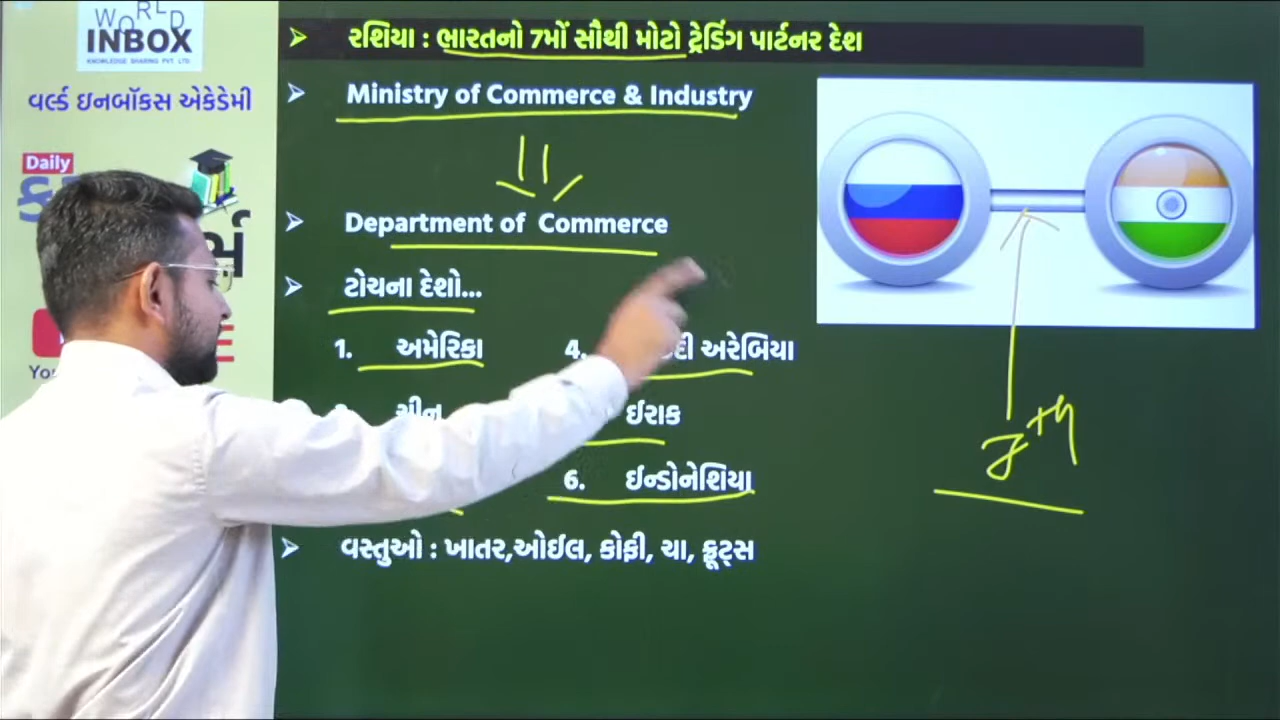 WORLD
INBOX
KNOWLEDGE SHARING PVT. LTD.
વર્લ્ડ ઇનબૉક્સ એકેડેમી
Daily
You
રશિયા : ભારતનો 7મોં સૌથી મોટો ટ્રેડિંગ પાર્ટનર દેશ
Ministry of Commerce & Industry
Department of Commerce
ટોચના દેશો...
1. અમેરિકા
4. અરેબિયા
ચીન
ઈરાક
6. ઈન્ડોનેશિયા
વસ્તુઓ : ખાતર,ઓઈલ, કોફી, ચા, ફ્રૂટ્સ
7th